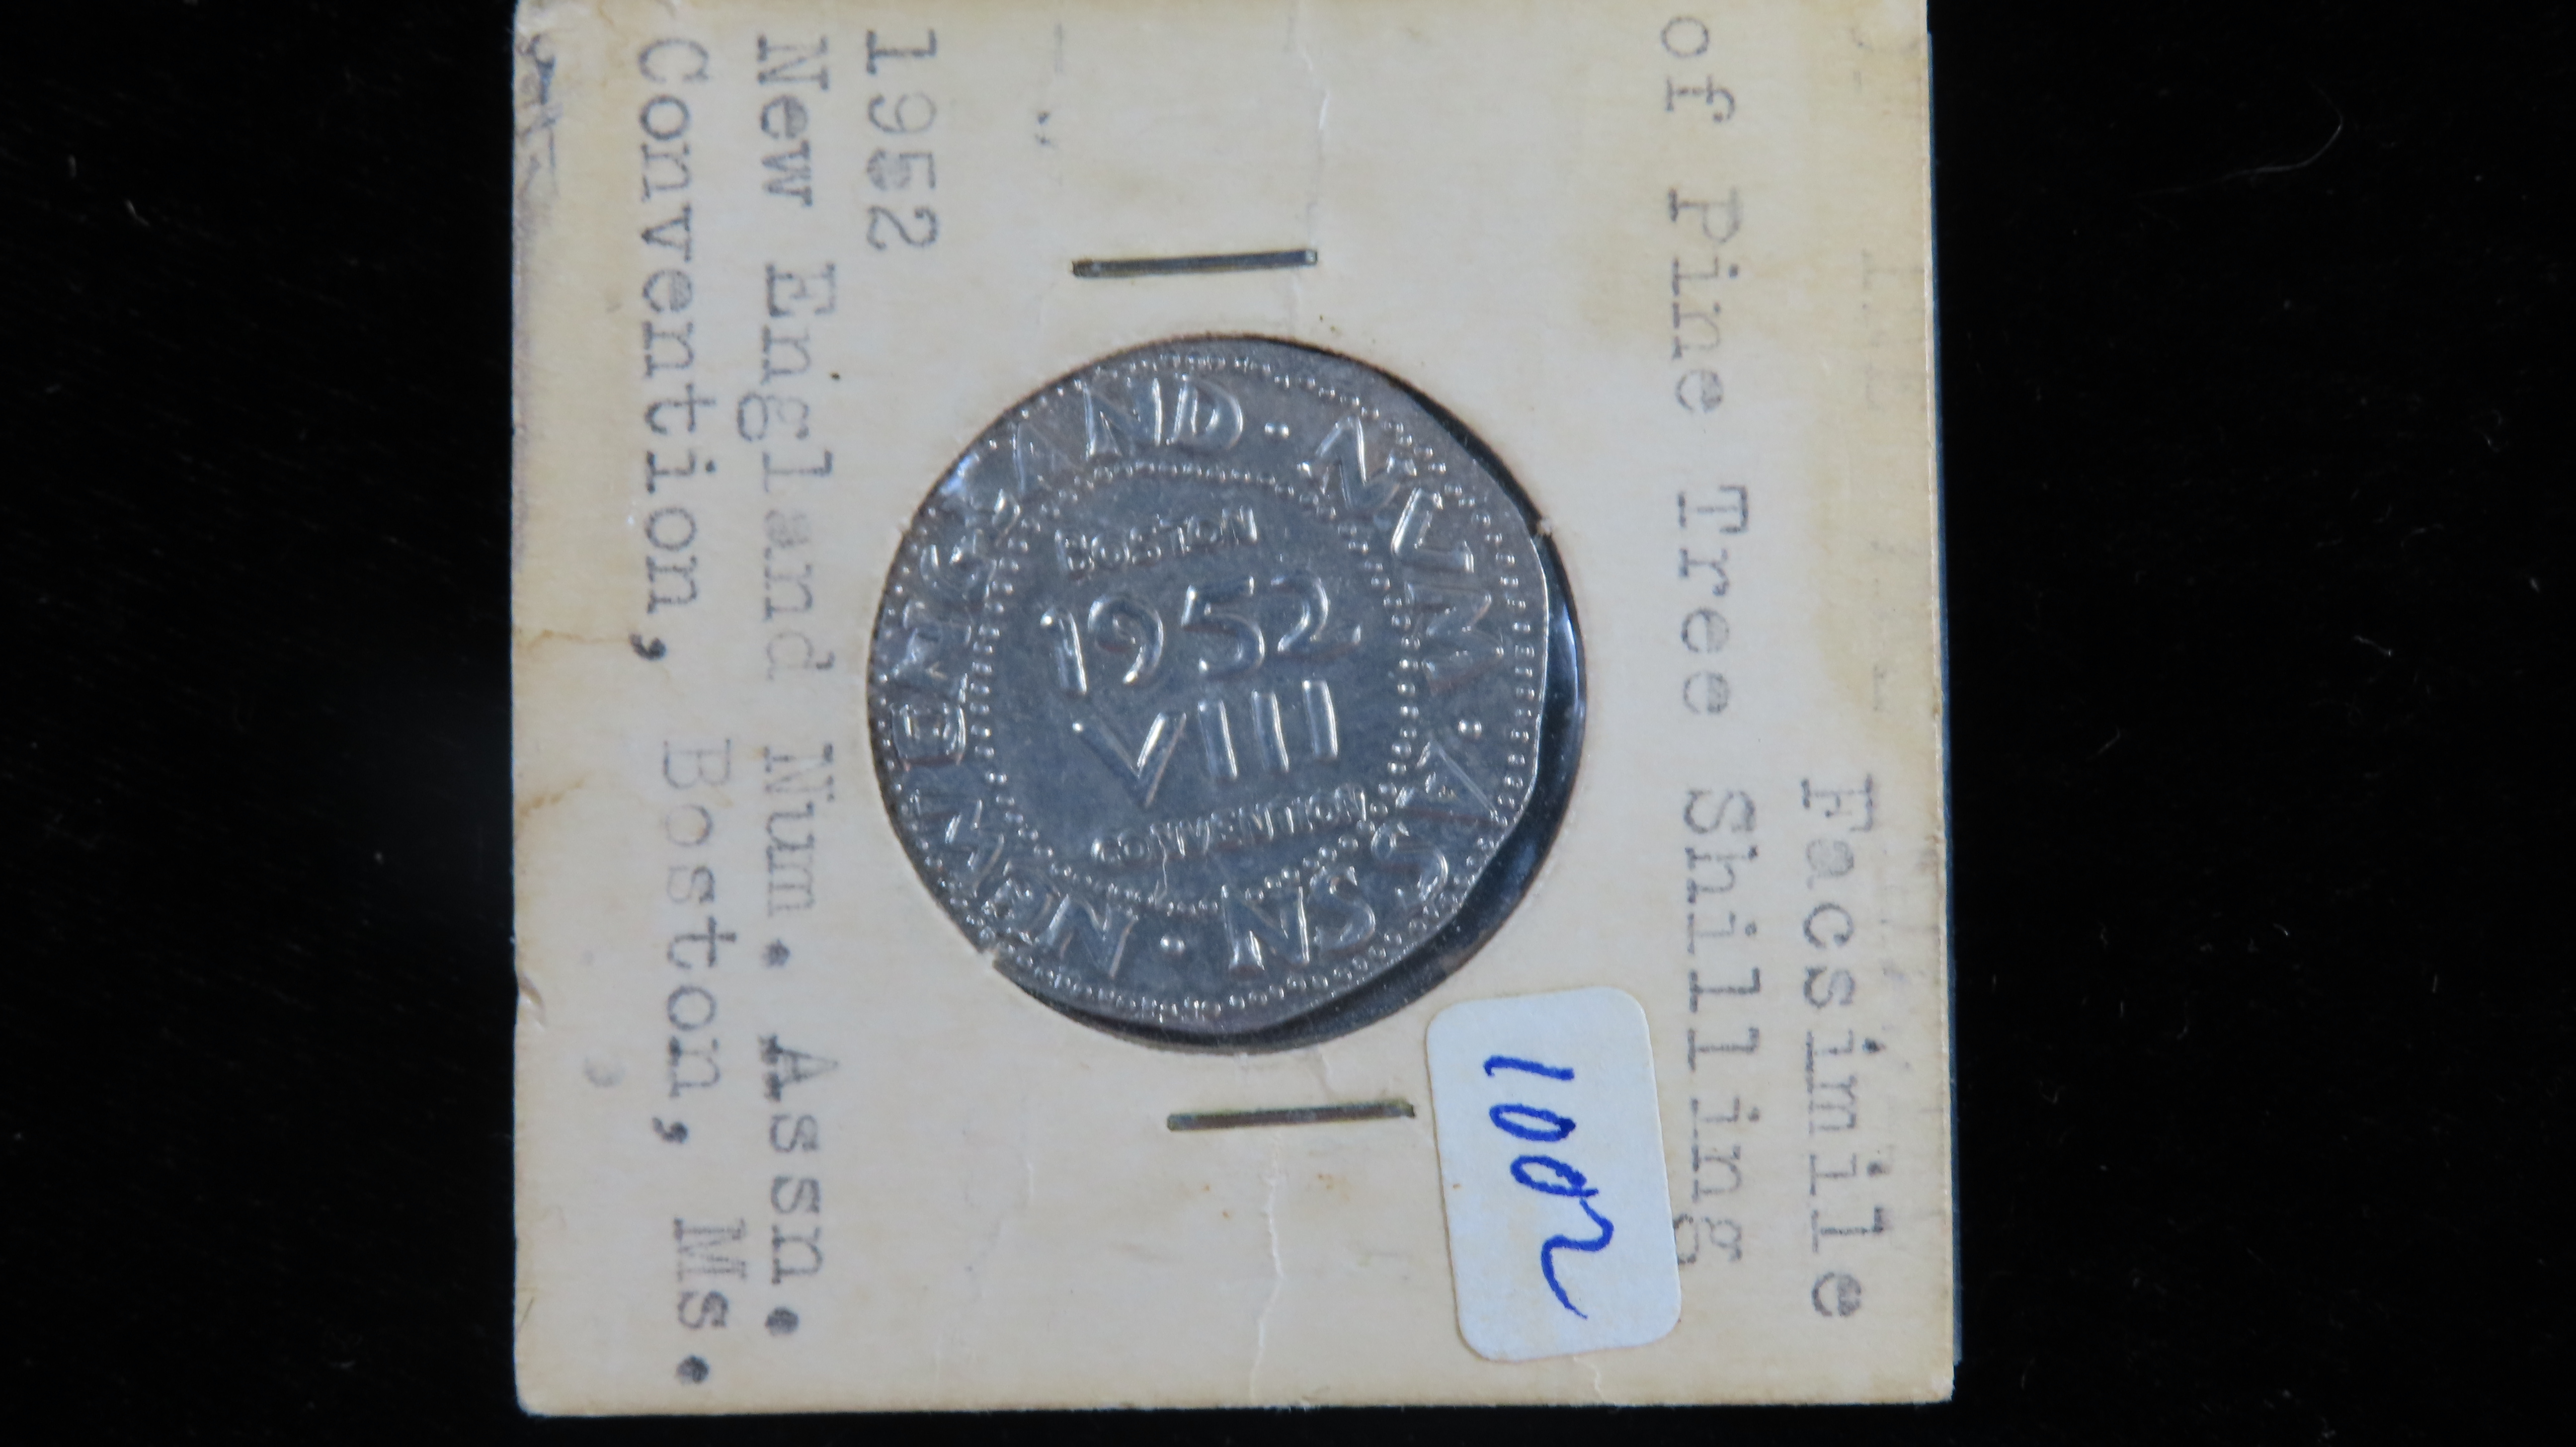 Facsimile
of Pine Tree Shilling
1952
New England Num. Assn.
Convention, Boston, Ms.
NEW ENGLAND : NUM : ASSN :
BOSTON
1952
VIII
CONVENTION
1002